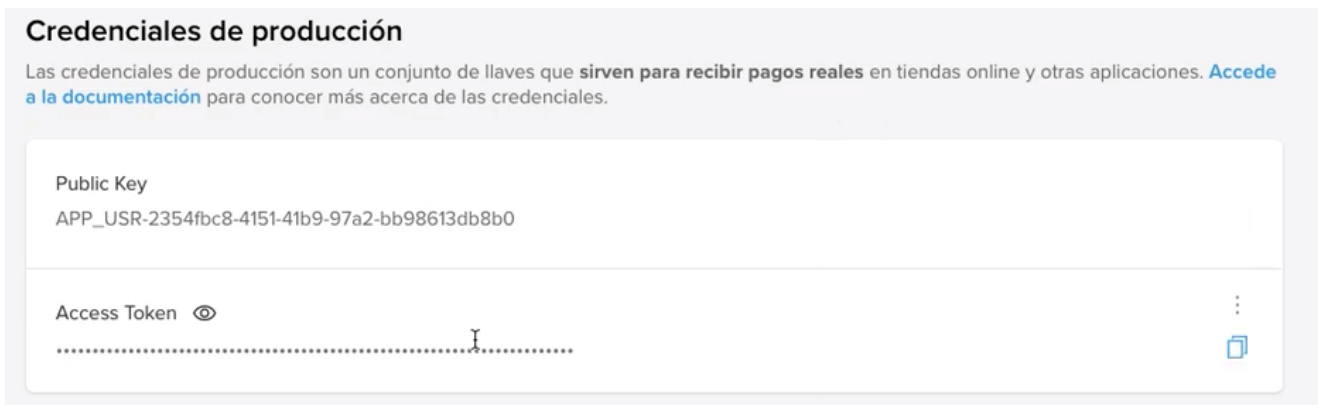 Credenciales de producción
Las credenciales de producción son un conjunto de llaves que sirven para recibir pagos reales en tiendas online y otras aplicaciones. Accede
a la documentación para conocer más acerca de las credenciales.
Public Key
APP_USR-2354fbc8-4151-41b9-97a2-bb98613db8b0
Access Token